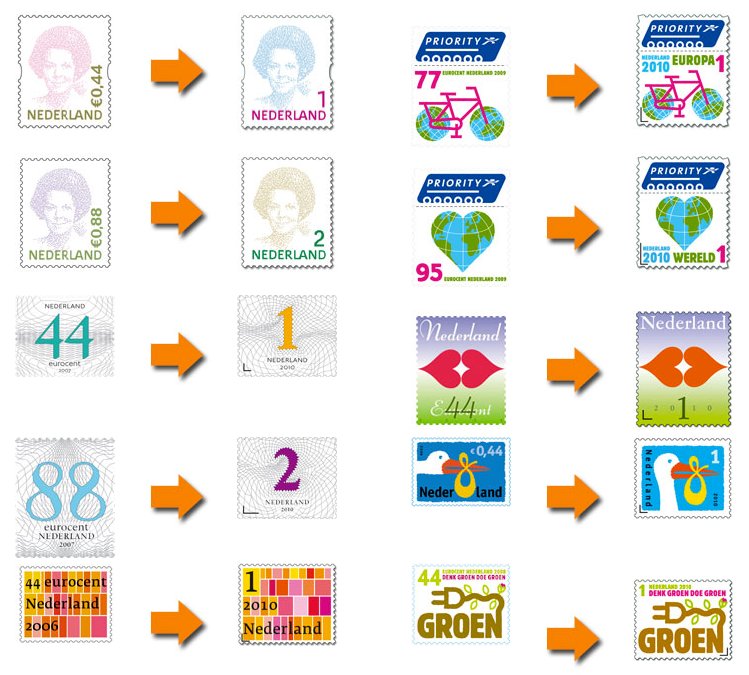 €0,44
NEDERLAND
1
NEDERLAND
PRIORITY
77 EUROCENT NEDERLAND 2009
PRIORITY
NEDERLAND
2010 EUROPA 1
€0,88
NEDERLAND
2
NEDERLAND
PRIORITY
95 EUROCENT NEDERLAND 2009
PRIORITY
NEDERLAND
2010 WERELD 1
NEDERLAND
44
eurocent
2007
1
NEDERLAND
2010
Nederland
44
Eurocent
Nederland
2010
1
88
eurocent
NEDERLAND
2007
2
NEDERLAND
2010
€0,44
Nederland
1
Nederland
2010
44 eurocent
Nederland
2006
1
2010
Nederland
44 EUROCENT NEDERLAND 2008
DENK GROEN DOE GROEN
GROEN
1 NEDERLAND 2010
DENK GROEN DOE GROEN
GROEN